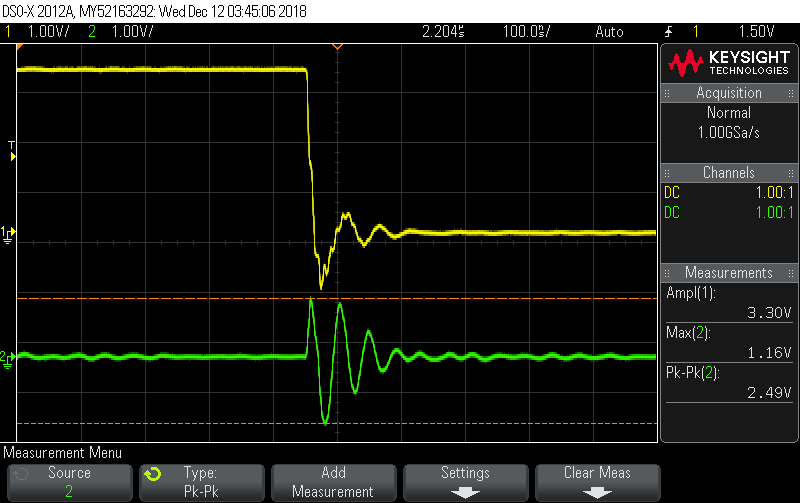 DSO-X 2012A, MY52163292: Wed Dec 12 03:45:06 2018
1 1.00V/ 2 1.00V/ 2.204s 100.0s/ Auto 1 1.50V
KEYSIGHT
TECHNOLOGIES
Acquisition
Normal
1.00GSa/s
Channels
DC 1.00:1
DC 1.00:1
Measurements
Ampl(1):
3.30V
Max(2):
1.16V
Pk-Pk(2):
2.49V
T
1
2
Measurement Menu
Source
2
Type:
Pk-Pk
Add
Measurement
Settings
Clear Meas